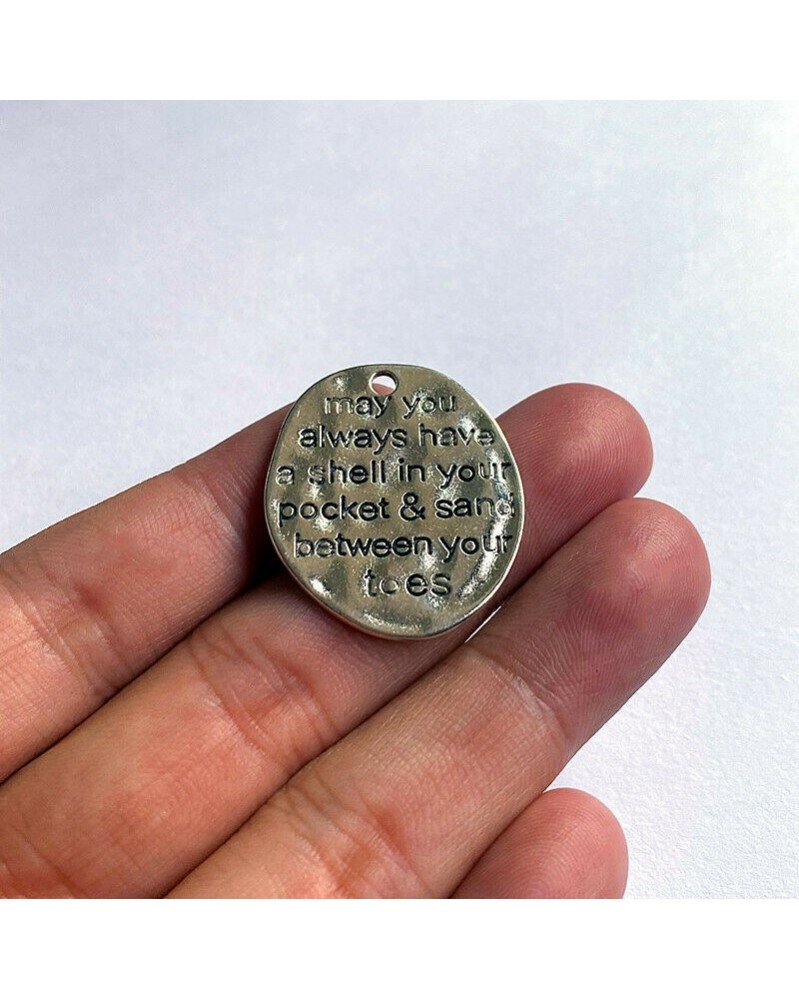 may you
always have
a shell in your
pocket & sand
between your
toes